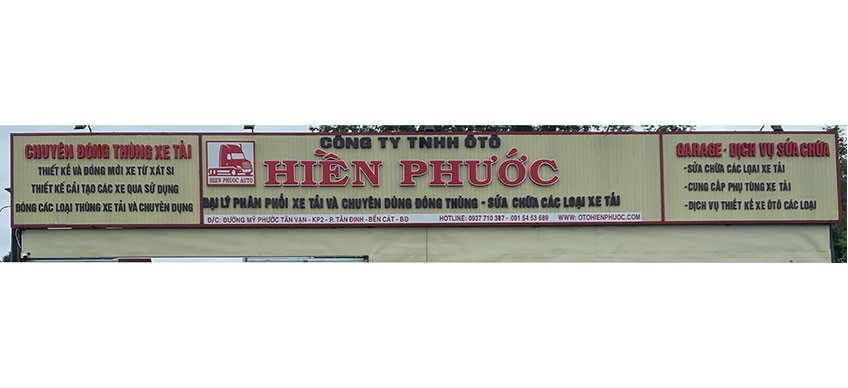 CHUYÊN ĐÓNG THÙNG XE TẢI
THIẾT KẾ VÀ ĐÓNG MỚI XE TỪ XÁT SI
THIẾT KẾ CẢI TẠO CÁC XE QUA SỬ DỤNG
ĐÓNG CÁC LOẠI THÙNG XE TẢI VÀ CHUYÊN DỤNG
HIEN PHUOC AUTO
CÔNG TY TNHH ÔTÔ
HIỀN PHƯỚC
ĐẠI LÝ PHÂN PHỐI XE TẢI VÀ CHUYÊN DÙNG ĐÓNG THÙNG - SỬA CHỮA CÁC LOẠI XE TẢI
Đ/C: ĐƯỜNG MỸ PHƯỚC TÂN VẠN - KP2 - P. TÂN ĐỊNH - BẾN CÁT - BD HOTLINE: 0937 710 387 - 091 54 53 689 WWW: OTOHIENPHUOC.COM
GARAGE - DỊCH VỤ SỬA CHỮA
-SỬA CHỮA CÁC LOẠI XE TẢI
-CUNG CẤP PHỤ TÙNG XE TẢI
-DỊCH VỤ THIẾT KẾ XE ÔTÔ CÁC LOẠI